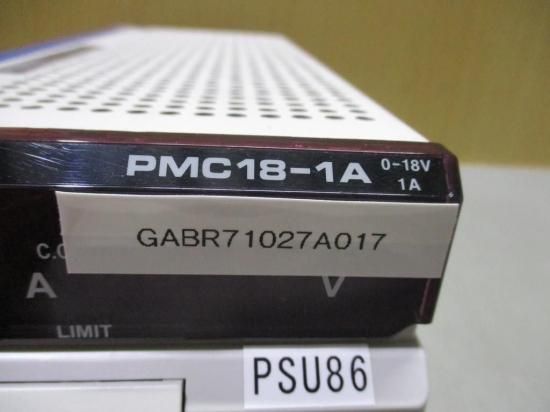 PMC18-1A 0-18V
1A
GABR71027A017
C.C
A V
LIMIT
PSU86